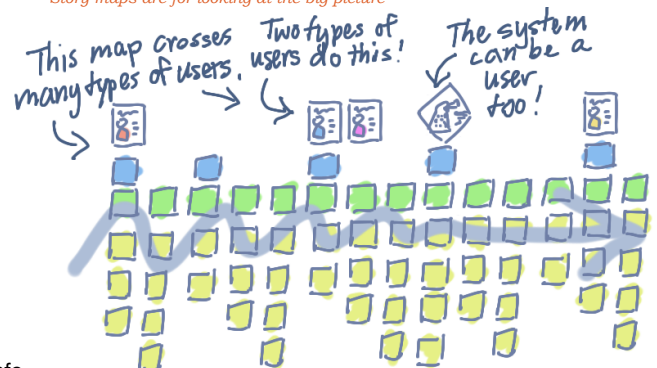 Story maps are for looking at the big picture
This map crosses
many types of users.
Two types of
users do this!
The system
can be a
user
too!